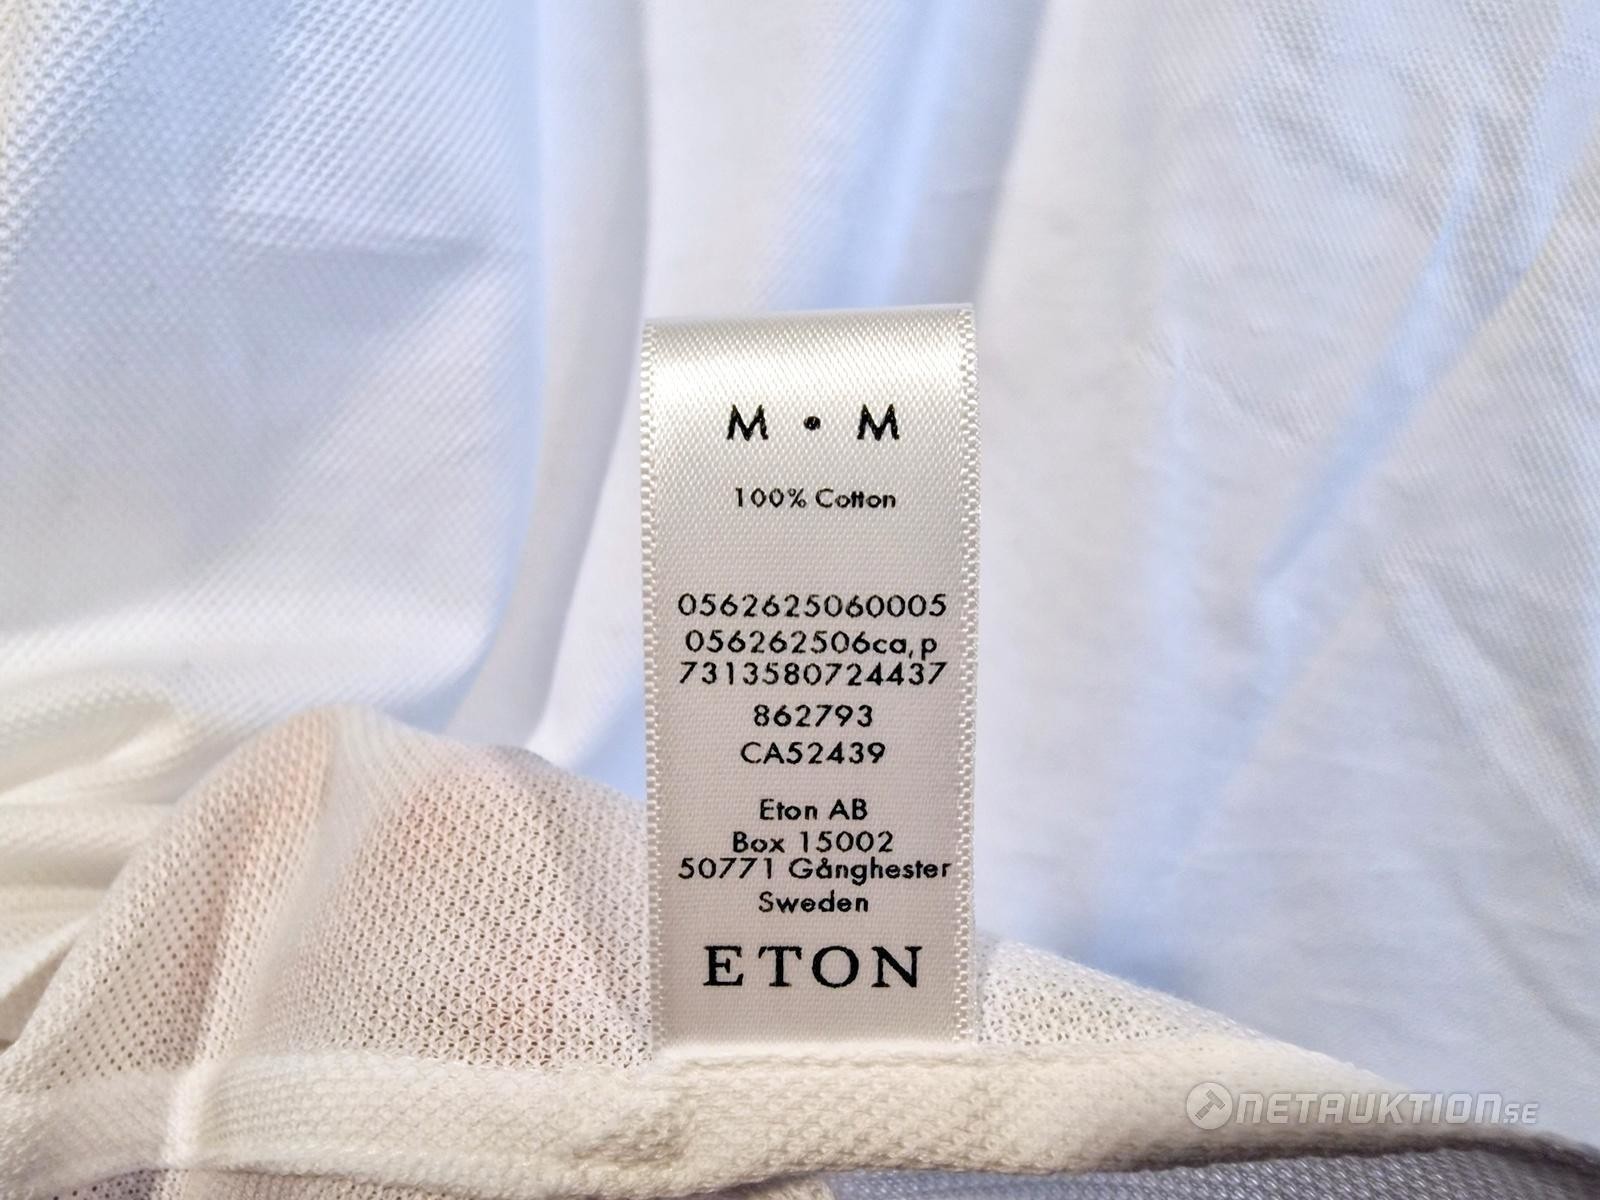 M • M
100% Cotton
0562625060005
056262506ca,p
7313580724437
862793
CA52439
Eton AB
Box 15002
50771 Gånghester
Sweden
ETON
NETAUKTION.SE